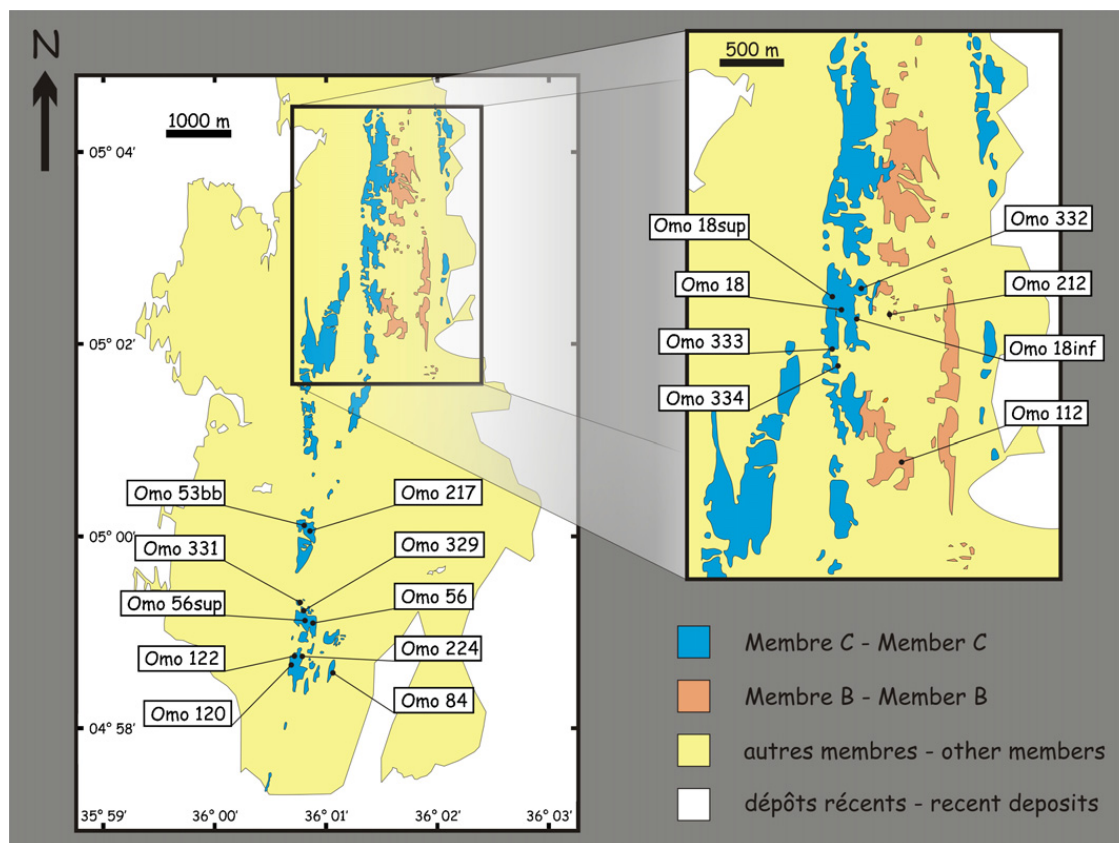 N
1000 m
05° 04'
05° 02'
05° 00'
04° 58'
35° 59'
36° 00
36° 01
36° 02
36° 03
Omo 53bb
Omo 217
Omo 331
Omo 329
Omo 56sup
Omo 56
Omo 122
Omo 224
Omo 120
Omo 84
500 m
Omo 18sup
Omo 332
Omo 18
Omo 212
Omo 333
Omo 18inf
Omo 334
Omo 112
Membre C - Member C
Membre B - Member B
autres membres - other members
dépôts récents - recent deposits